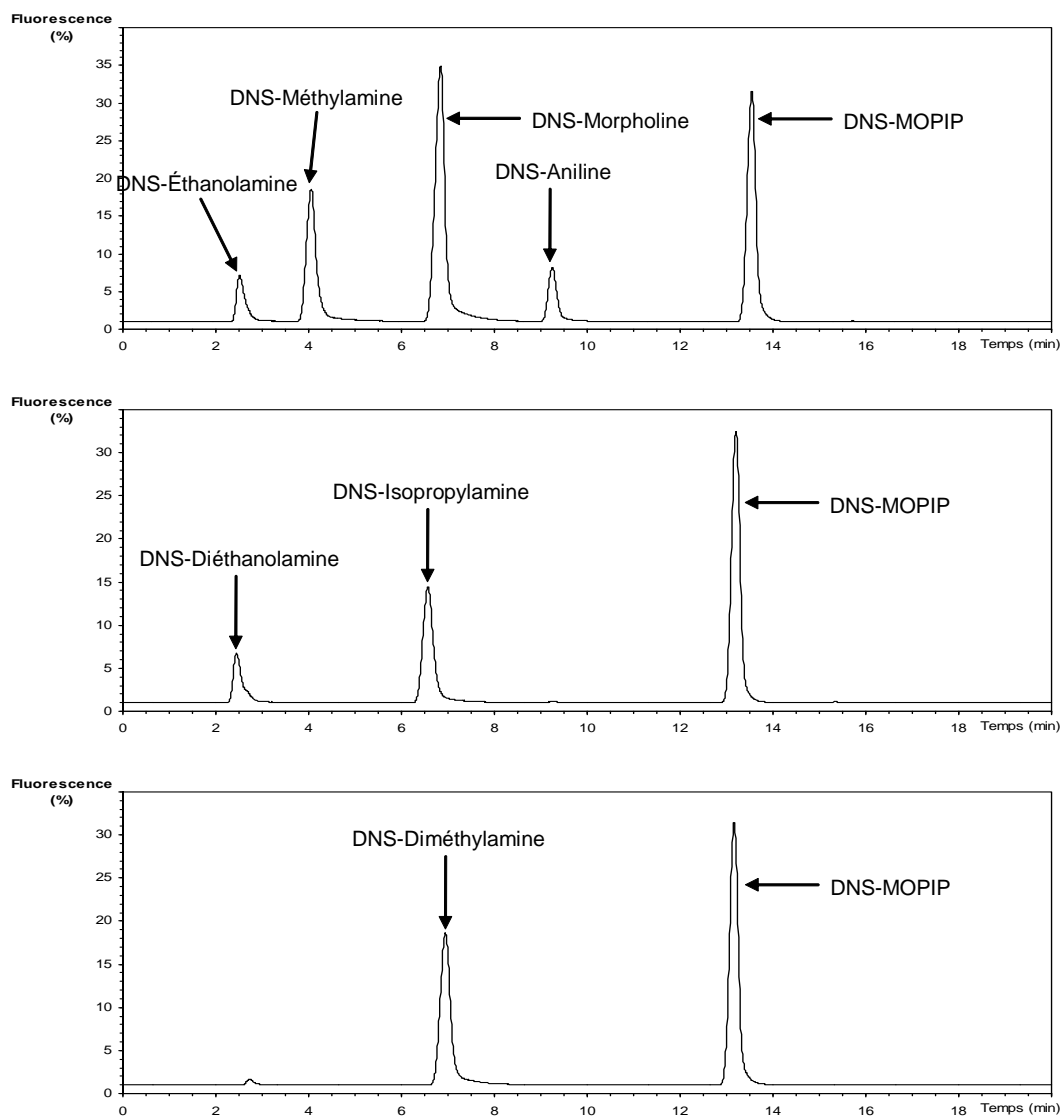 Fluorescence
(%)
DNS-Méthylamine
DNS-Morpholine
DNS-MOPIP
DNS-Aniline
DNS-Éthanolamine
35
30
25
20
15
10
5
0
0 2 4 6 8 10 12 14 16 18 Temps (min)
Fluorescence
(%)
DNS-Isopropylamine
DNS-MOPIP
DNS-Diéthanolamine
30
25
20
15
10
5
0
0 2 4 6 8 10 12 14 16 18 Temps (min)
Fluorescence
(%)
DNS-Diméthylamine
DNS-MOPIP
30
25
20
15
10
5
0
0 2 4 6 8 10 12 14 16 18 Temps (min)